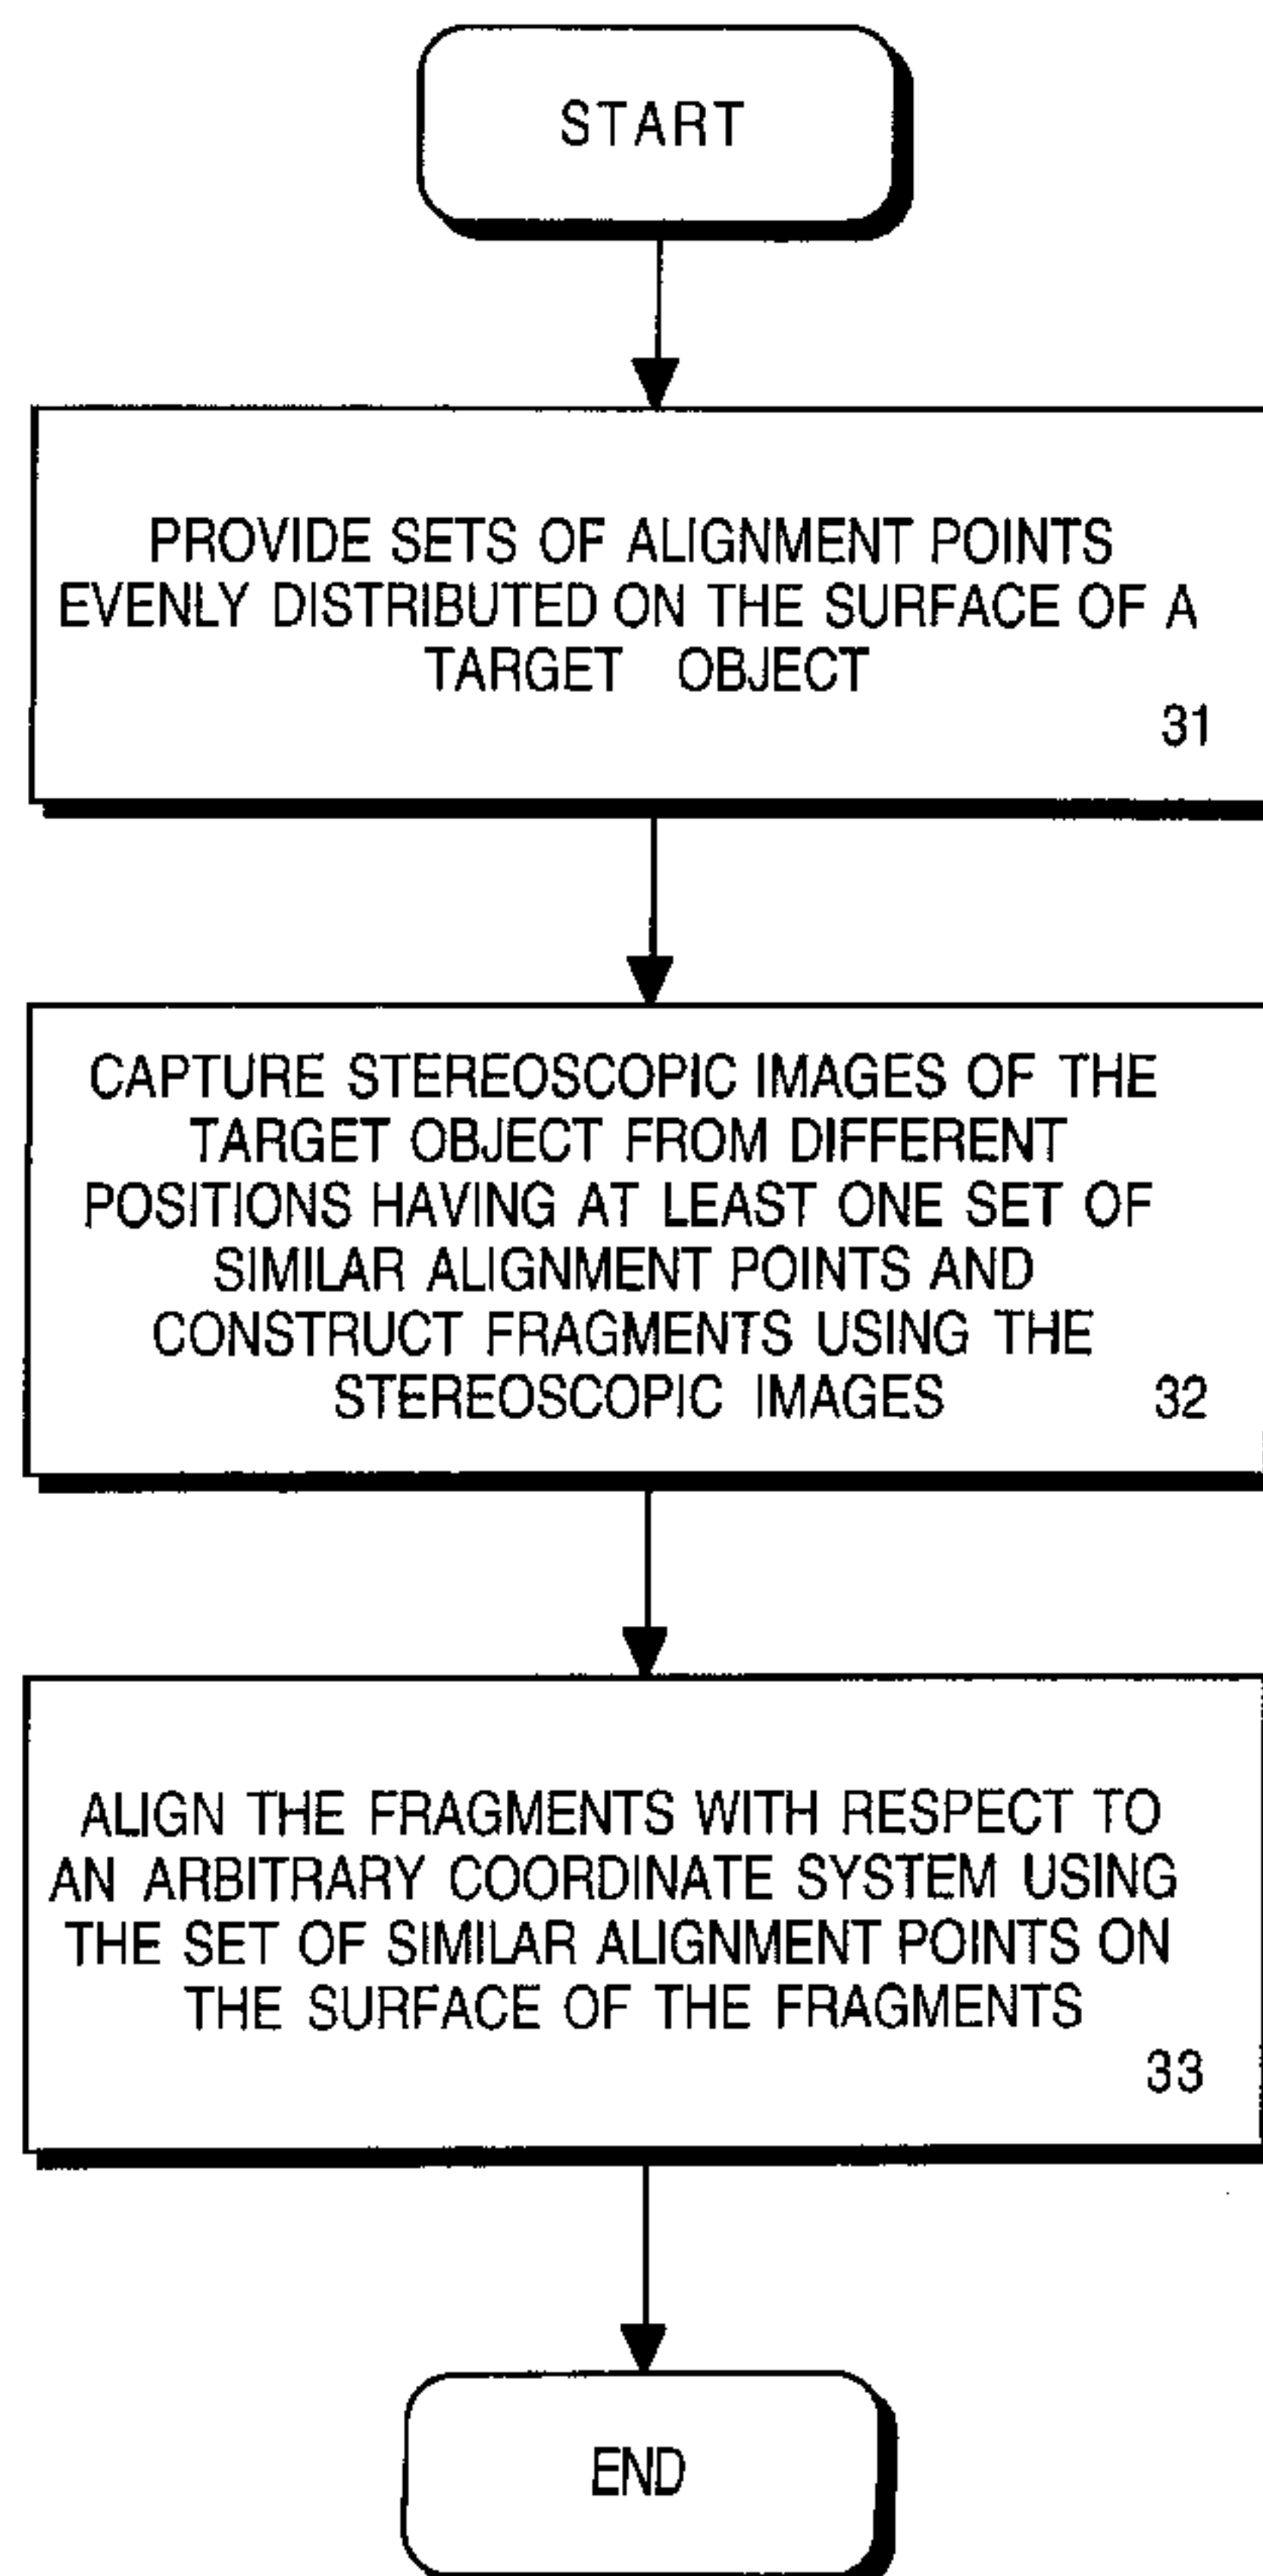 START
PROVIDE SETS OF ALIGNMENT POINTS
EVENLY DISTRIBUTED ON THE SURFACE OF A
TARGET OBJECT
31
CAPTURE STEREOSCOPIC IMAGES OF THE
TARGET OBJECT FROM DIFFERENT
POSITIONS HAVING AT LEAST ONE SET OF
SIMILAR ALIGNMENT POINTS AND
CONSTRUCT FRAGMENTS USING THE
STEREOSCOPIC IMAGES 32
ALIGN THE FRAGMENTS WITH RESPECT TO
AN ARBITRARY COORDINATE SYSTEM USING
THE SET OF SIMILAR ALIGNMENT POINTS ON
THE SURFACE OF THE FRAGMENTS
33
END